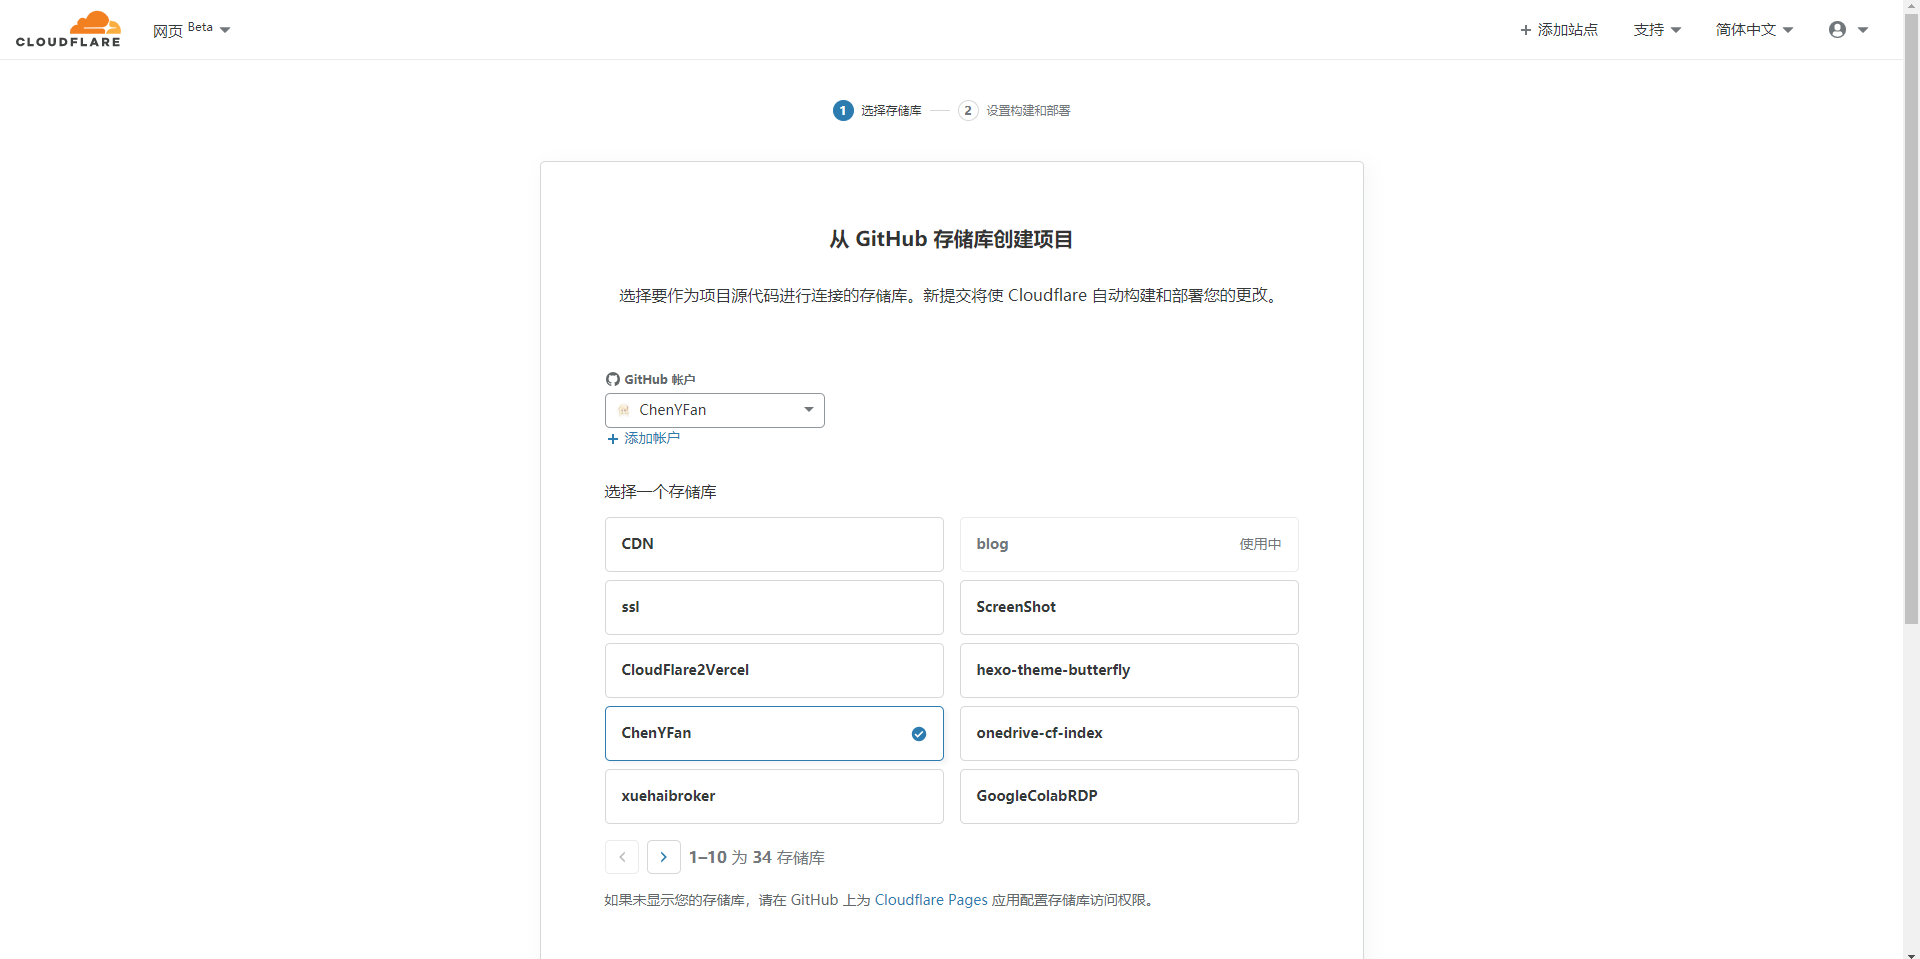 CLOUDFLARE
网页 Beta
添加站点
支持
简体中文
1 选择存储库
2 设置构建和部署
从 GitHub 存储库创建项目
选择要作为项目源代码进行连接的存储库。新提交将使 Cloudflare 自动构建和部署您的更改。
GitHub 帐户
ChenYFan
添加帐户
选择一个存储库
CDN
blog 使用中
ssl
ScreenShot
CloudFlare2Vercel
hexo-theme-butterfly
ChenYFan
onedrive-cf-index
xuehaibroker
GoogleColabRDP
1–10 为 34 存储库
如果未显示您的存储库，请在 GitHub 上为 Cloudflare Pages 应用配置存储库访问权限。